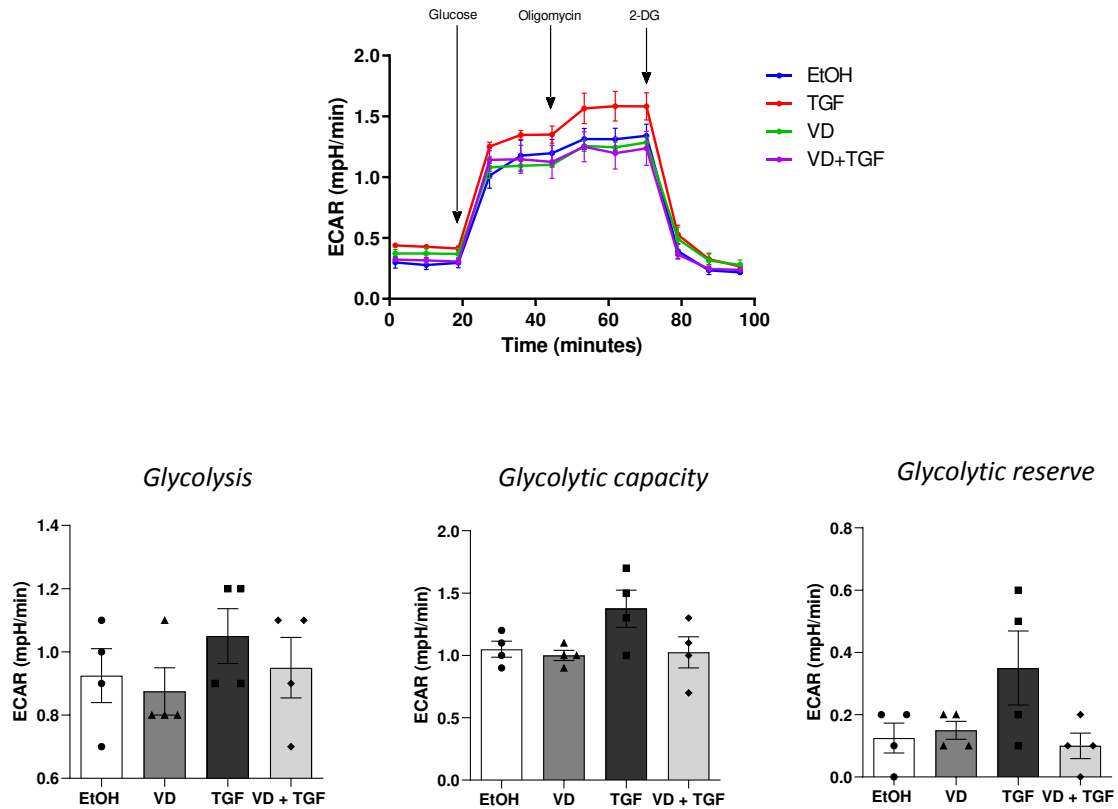 Glucose Oligomycin 2-DG
2.0
1.5
1.0
0.5
0.0
ECAR (mpH/min)
0 20 40 60 80 100
Time (minutes)
EtOH
TGF
VD
VD+TGF
Glycolysis
1.4
1.2
1.0
0.8
0.6
ECAR (mpH/min)
EtOH VD TGF VD + TGF
Glycolytic capacity
2.0
1.5
1.0
0.5
0.0
ECAR (mpH/min)
EtOH VD TGF VD + TGF
Glycolytic reserve
0.8
0.6
0.4
0.2
0.0
ECAR (mpH/min)
EtOH VD TGF VD + TGF